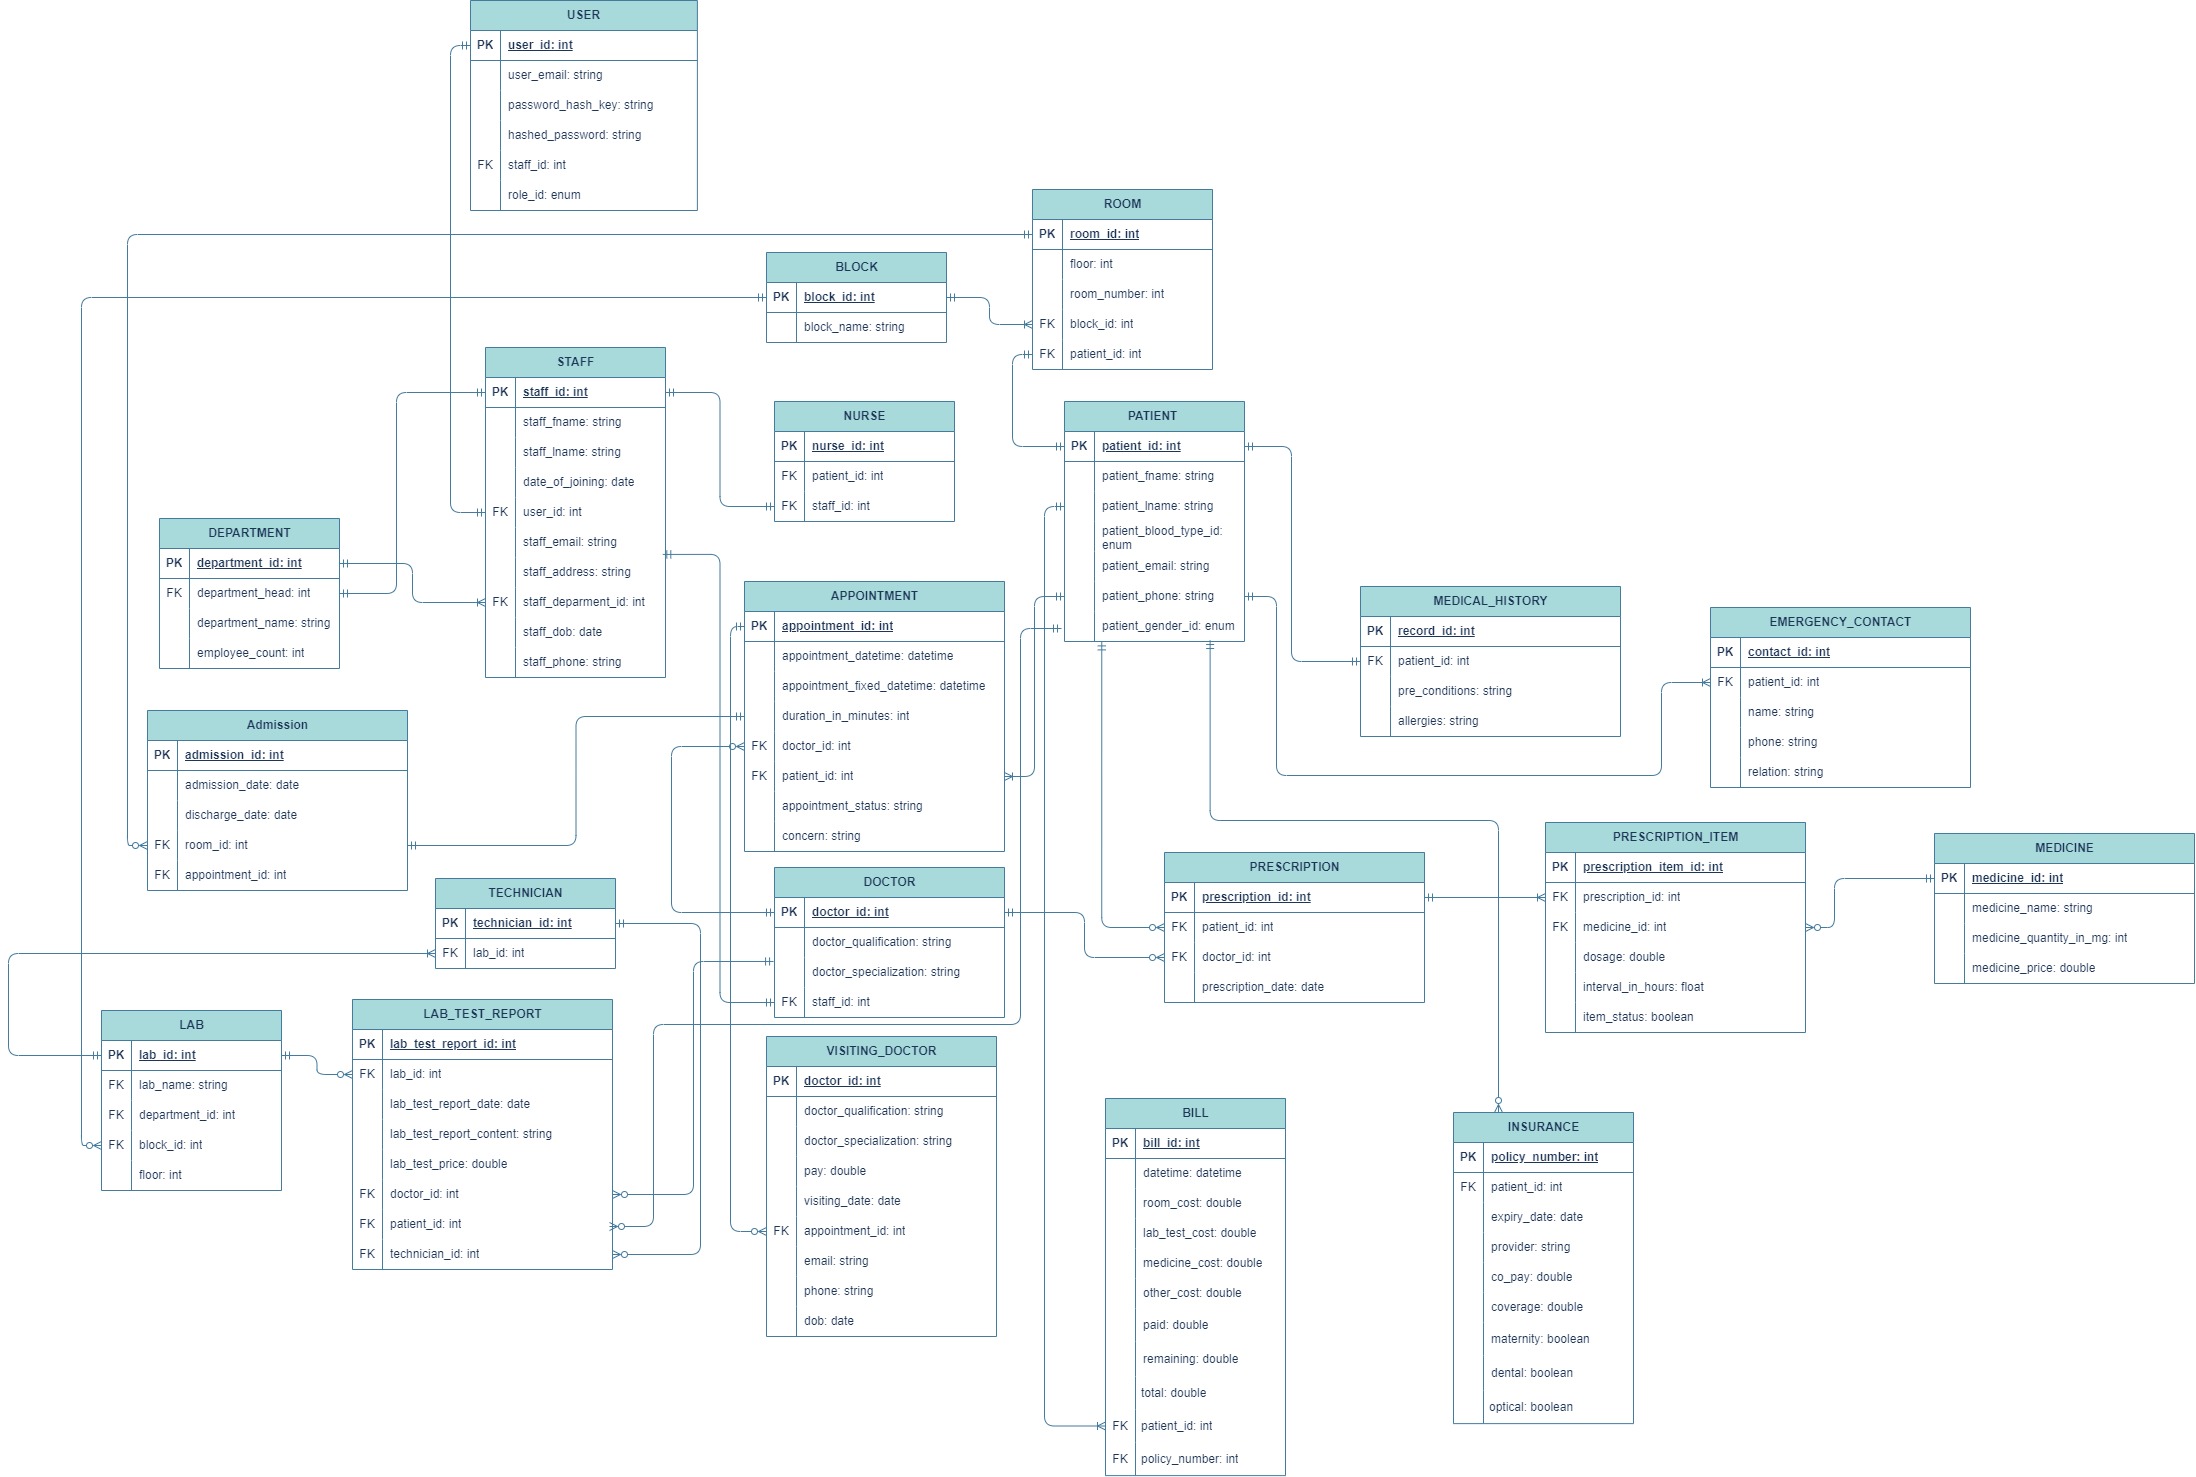 USER
PK user_id: int
user_email: string
password_hash_key: string
hashed_password: string
FK staff_id: int
role_id: enum
ROOM
PK room_id: int
floor: int
room_number: int
FK block_id: int
FK patient_id: int
BLOCK
PK block_id: int
block_name: string
STAFF
PK staff_id: int
staff_fname: string
staff_lname: string
date_of_joining: date
FK user_id: int
staff_email: string
staff_address: string
FK staff_deparment_id: int
staff_dob: date
staff_phone: string
NURSE
PK nurse_id: int
FK patient_id: int
FK staff_id: int
PATIENT
PK patient_id: int
patient_fname: string
patient_lname: string
patient_blood_type_id:
enum
patient_email: string
patient_phone: string
patient_gender_id: enum
DEPARTMENT
PK department_id: int
FK department_head: int
department_name: string
employee_count: int
APPOINTMENT
PK appointment_id: int
appointment_datetime: datetime
appointment_fixed_datetime: datetime
duration_in_minutes: int
FK doctor_id: int
FK patient_id: int
appointment_status: string
concern: string
MEDICAL_HISTORY
PK record_id: int
FK patient_id: int
pre_conditions: string
allergies: string
EMERGENCY_CONTACT
PK contact_id: int
FK patient_id: int
name: string
phone: string
relation: string
Admission
PK admission_id: int
admission_date: date
discharge_date: date
FK room_id: int
FK appointment_id: int
TECHNICIAN
PK technician_id: int
FK lab_id: int
DOCTOR
PK doctor_id: int
doctor_qualification: string
doctor_specialization: string
FK staff_id: int
PRESCRIPTION
PK prescription_id: int
FK patient_id: int
FK doctor_id: int
prescription_date: date
PRESCRIPTION_ITEM
PK prescription_item_id: int
FK prescription_id: int
FK medicine_id: int
dosage: double
interval_in_hours: float
item_status: boolean
MEDICINE
PK medicine_id: int
medicine_name: string
medicine_quantity_in_mg: int
medicine_price: double
LAB
PK lab_id: int
FK lab_name: string
FK department_id: int
FK block_id: int
floor: int
LAB_TEST_REPORT
PK lab_test_report_id: int
FK lab_id: int
lab_test_report_date: date
lab_test_report_content: string
lab_test_price: double
FK doctor_id: int
FK patient_id: int
FK technician_id: int
VISITING_DOCTOR
PK doctor_id: int
doctor_qualification: string
doctor_specialization: string
pay: double
visiting_date: date
FK appointment_id: int
email: string
phone: string
dob: date
BILL
PK bill_id: int
datetime: datetime
room_cost: double
lab_test_cost: double
medicine_cost: double
other_cost: double
paid: double
remaining: double
total: double
FK patient_id: int
FK policy_number: int
INSURANCE
PK policy_number: int
FK patient_id: int
expiry_date: date
provider: string
co_pay: double
coverage: double
maternity: boolean
dental: boolean
optical: boolean